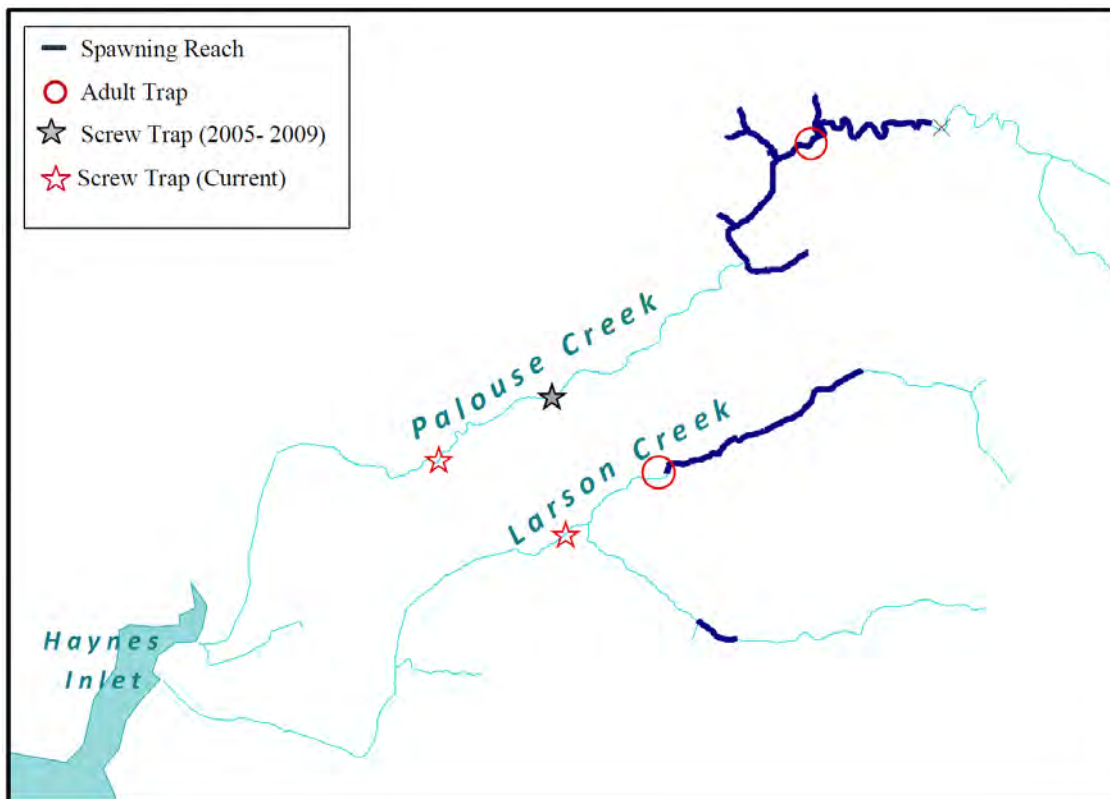 Spawning Reach
Adult Trap
Screw Trap (2005- 2009)
Screw Trap (Current)
Palouse Creek
Larson Creek
Haynes
Inlet